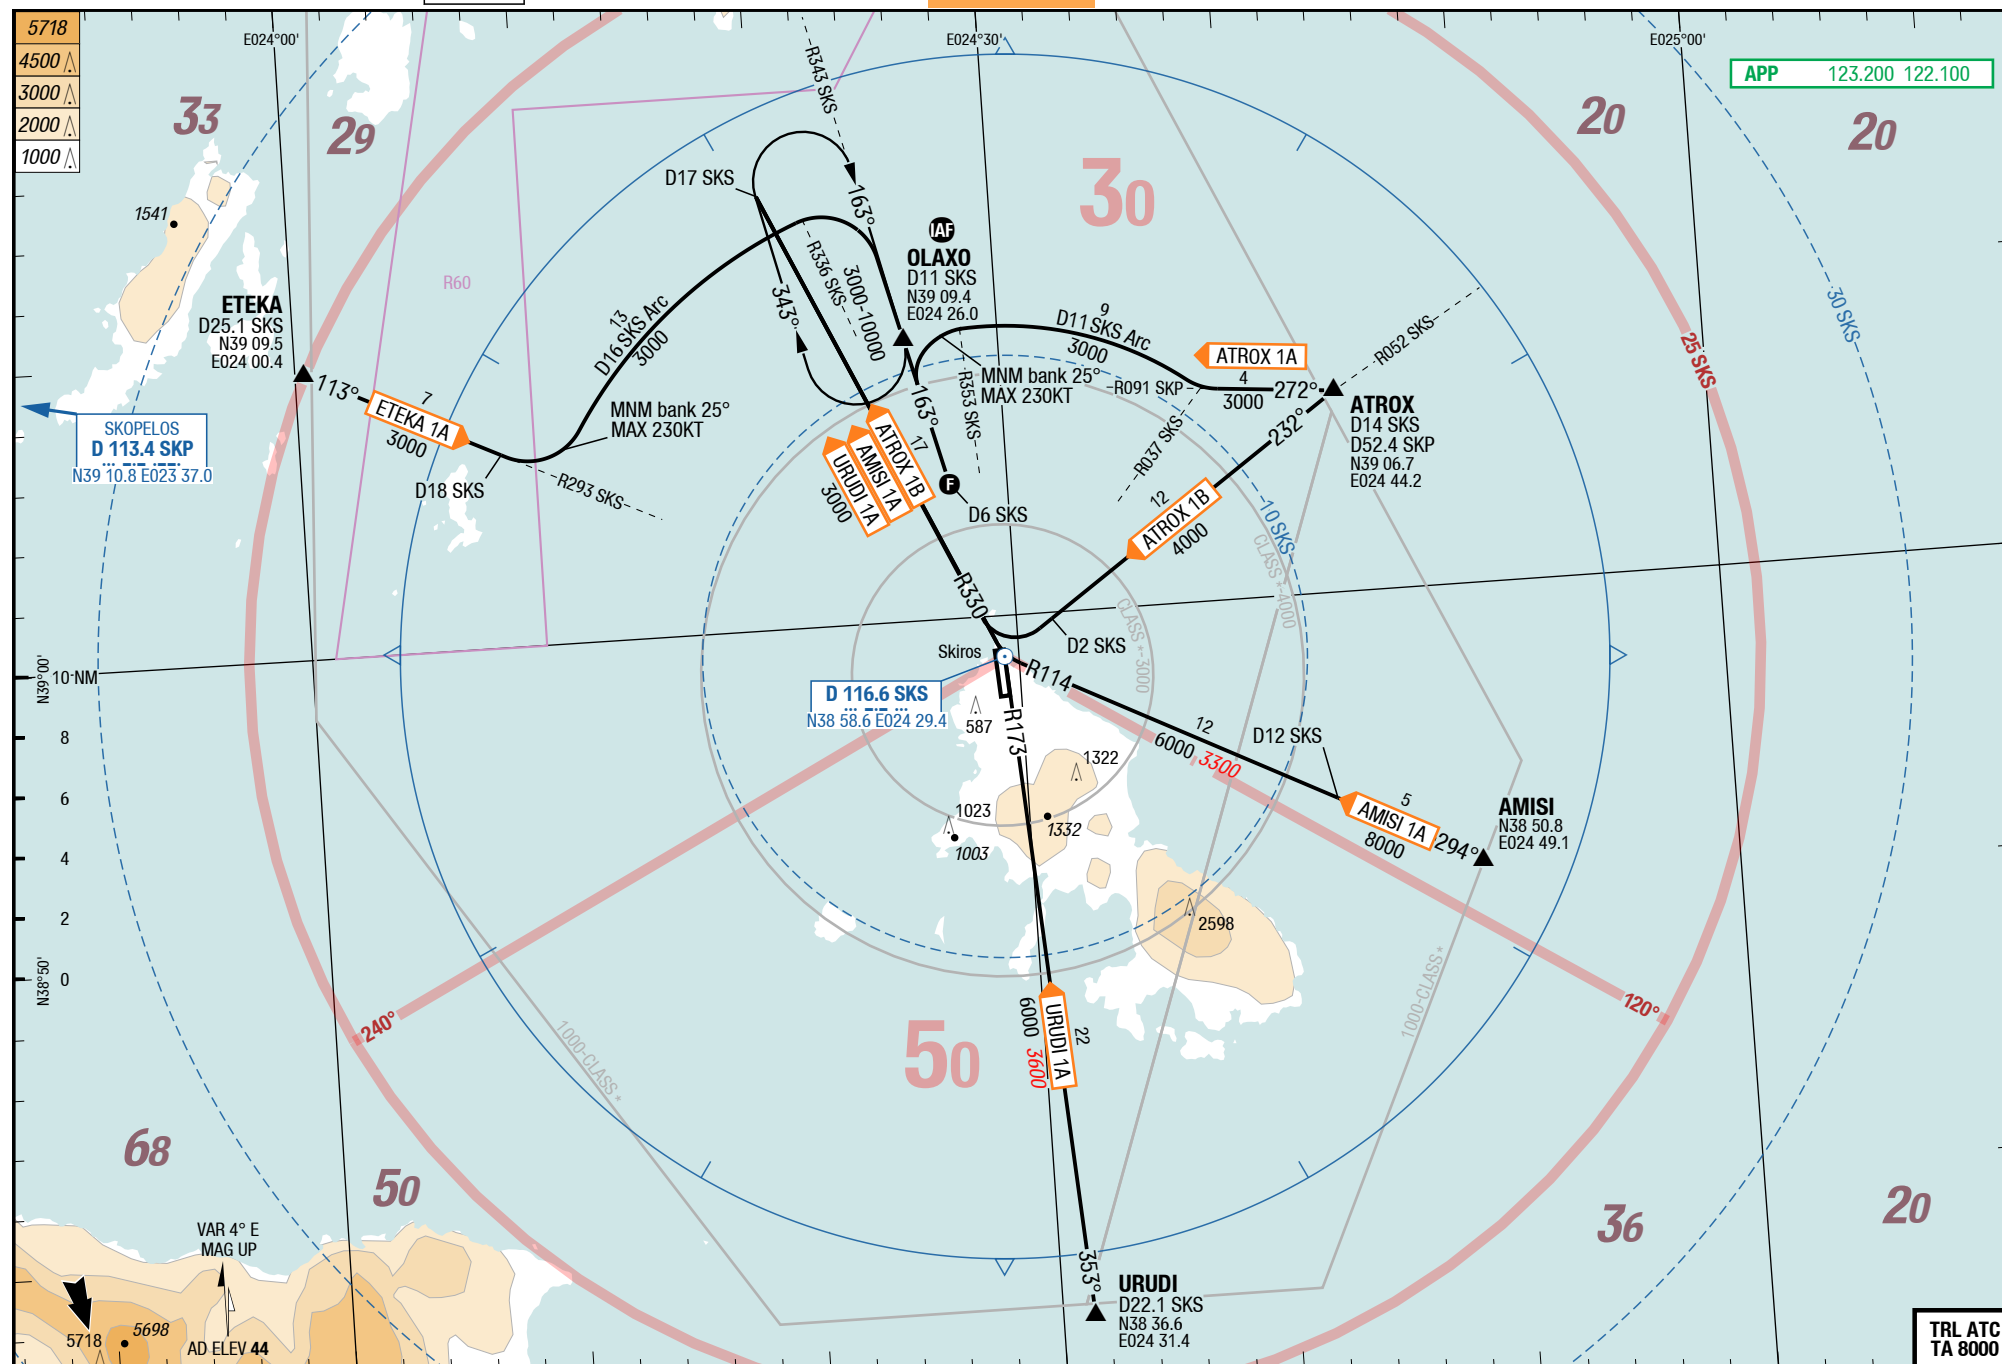 5718
4500
3000
2000
1000
E024°00'
E024°30'
E025°00'
APP 123.200 122.100
33
29
30
20
20
R343 SKS
D17 SKS
163°
1541
R60
IAF
OLAXO
D11 SKS
N39 09.4
E024 26.0
ETEKA
D25.1 SKS
N39 09.5
E024 00.4
13
D16 SKS Arc
3000
R336 SKS
3000-10000
343°
9
D11 SKS Arc
3000
ATROX 1A
R052 SKS
25 SKS
30 SKS
113°
7
ETEKA 1A
3000
MNM bank 25°
MAX 230KT
MNM bank 25°
MAX 230KT
R091 SKP
4
3000
272°
232°
ATROX
D14 SKS
D52.4 SKP
N39 06.7
E024 44.2
SKOPELOS
D 113.4 SKP
N39 10.8 E023 37.0
163°
R353 SKS
R037 SKS
D18 SKS
R293 SKS
17
ATROX 1B
AMISI 1A
URUDI 1A
3000
F
D6 SKS
12
ATROX 1B
4000
10 SKS
CLASS *-4000
CLASS *-3000
R330
D2 SKS
Skiros
D 116.6 SKS
N38 58.6 E024 29.4
R114
R173
587
1322
1023
1332
1003
2598
12
6000 3300
D12 SKS
5
AMISI 1A
8000
294°
AMISI
N38 50.8
E024 49.1
N39°00'
10 NM
8
6
4
2
0
N38°50'
240°
120°
1000-CLASS *
1000-CLASS *
50
22
URUDI 1A
6000 3600
68
50
36
20
353°
URUDI
D22.1 SKS
N38 36.6
E024 31.4
VAR 4° E
MAG UP
5718
5698
AD ELEV 44
TRL ATC
TA 8000